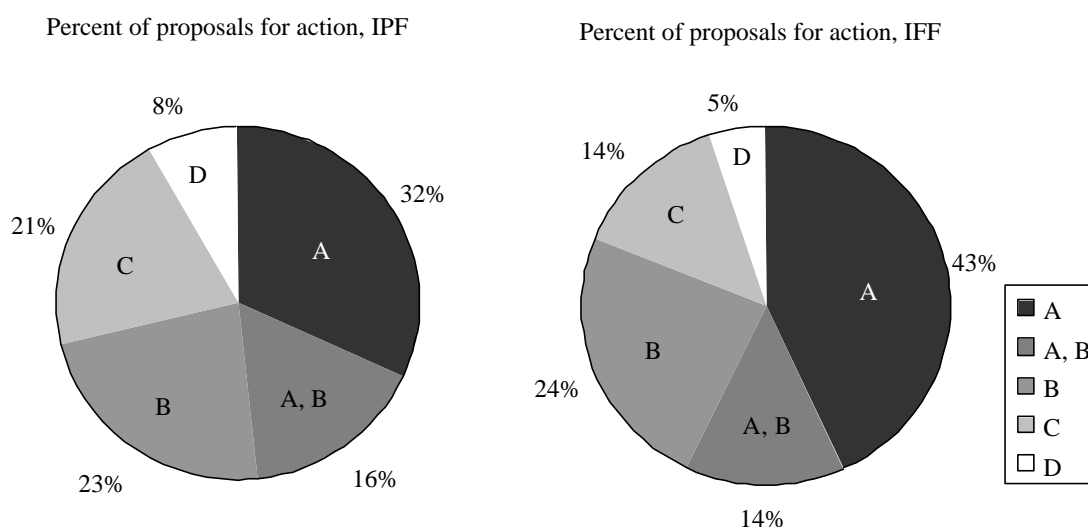 Percent of proposals for action, IPF
8%
D
32%
A
21%
C
B
A, B
23%
16%
Percent of proposals for action, IFF
5%
D
14%
C
43%
A
B
24%
A, B
14%
A
A, B
B
C
D